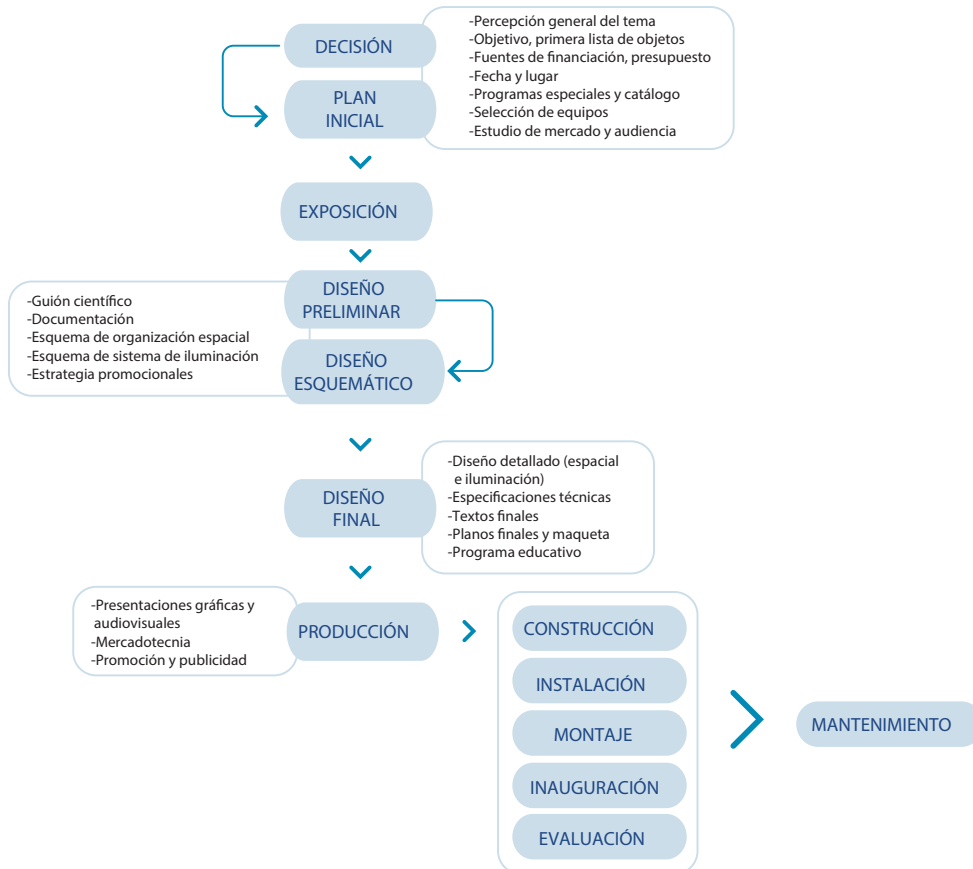 DECISIÓN
PLAN
INICIAL
-Percepción general del tema
-Objetivo, primera lista de objetos
-Fuentes de financiación, presupuesto
-Fecha y lugar
-Programas especiales y catálogo
-Selección de equipos
-Estudio de mercado y audiencia
EXPOSICIÓN
DISEÑO
PRELIMINAR
-Guión científico
-Documentación
-Esquema de organización espacial
-Esquema de sistema de iluminación
-Estrategia promocionales
DISEÑO
ESQUEMÁTICO
DISEÑO
FINAL
-Diseño detallado (espacial
e iluminación)
-Especificaciones técnicas
-Textos finales
-Planos finales y maqueta
-Programa educativo
-Presentaciones gráficas y
audiovisuales
-Mercadotecnia
-Promoción y publicidad
PRODUCCIÓN
CONSTRUCCIÓN
INSTALACIÓN
MONTAJE
INAUGURACIÓN
EVALUACIÓN
MANTENIMIENTO